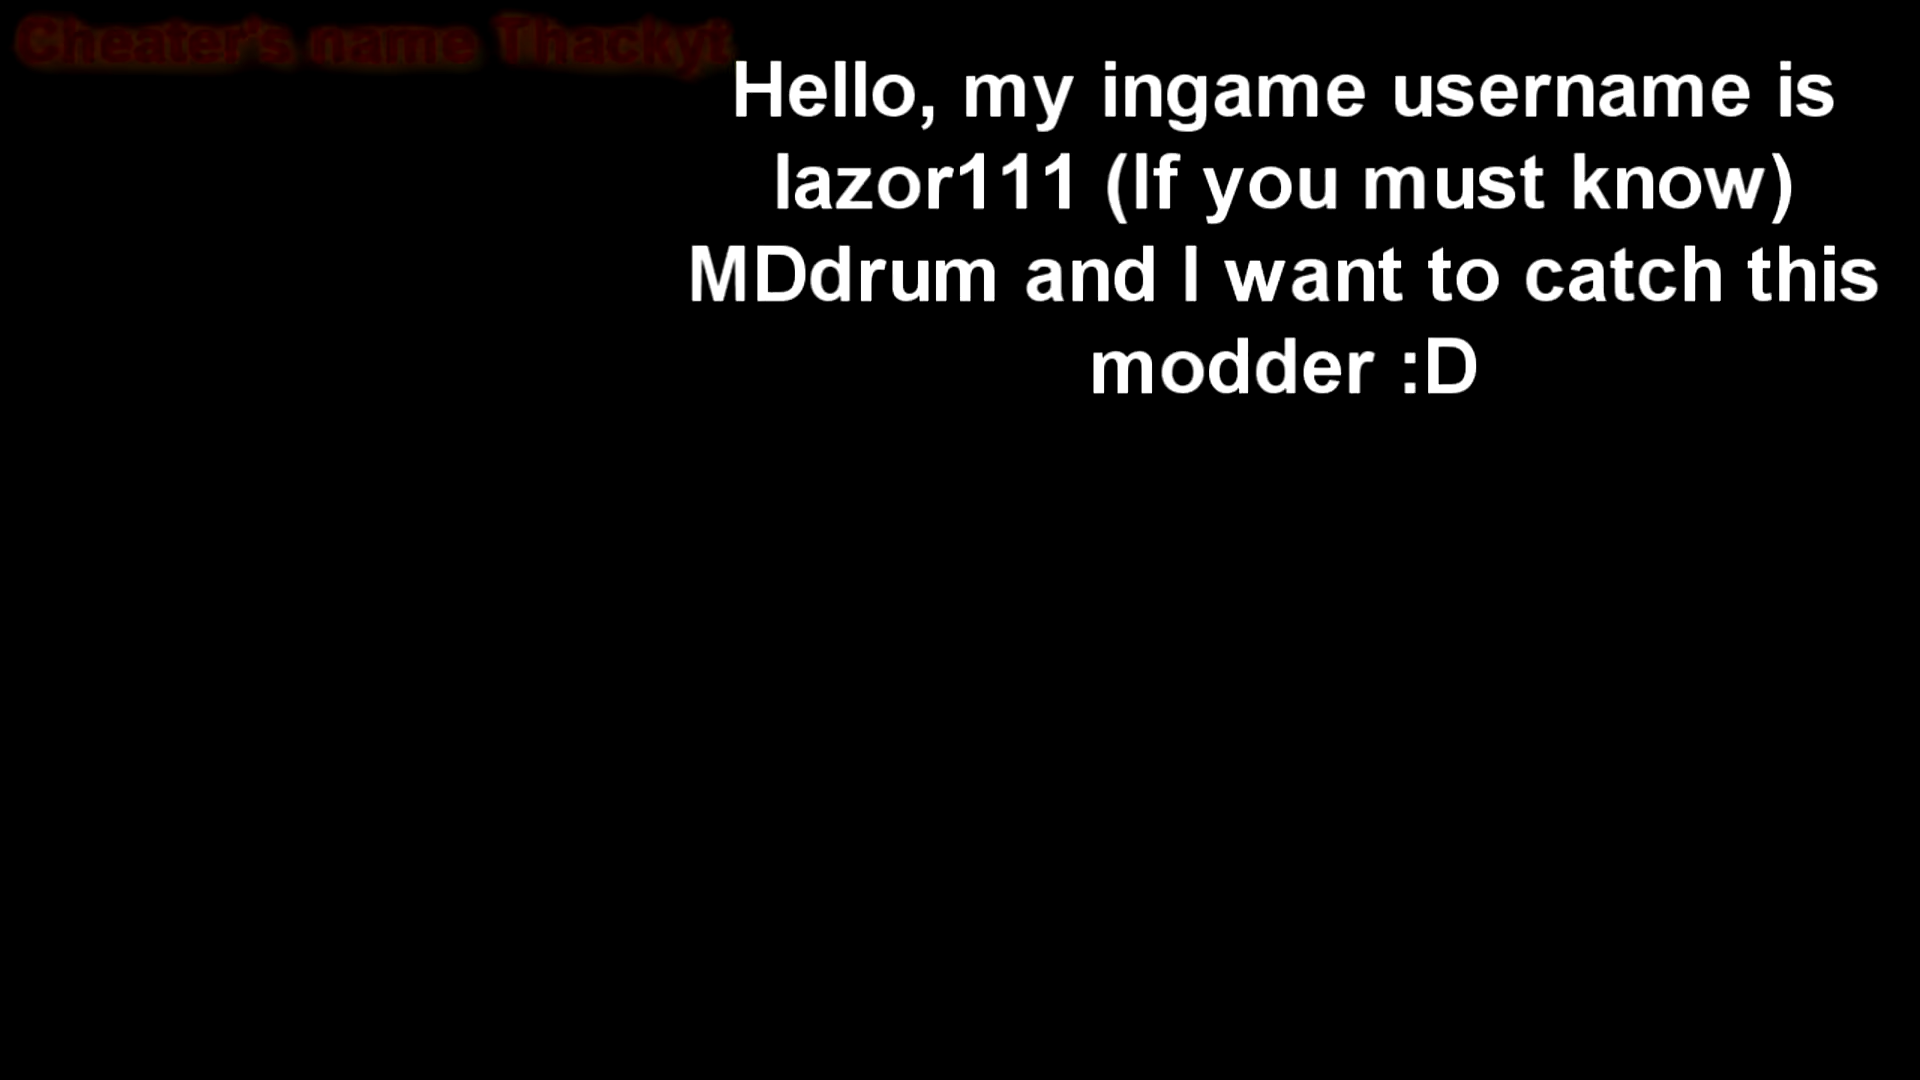 Cheater's name Thackyt
Hello, my ingame username is
lazor111 (If you must know)
MDdrum and I want to catch this
modder :D